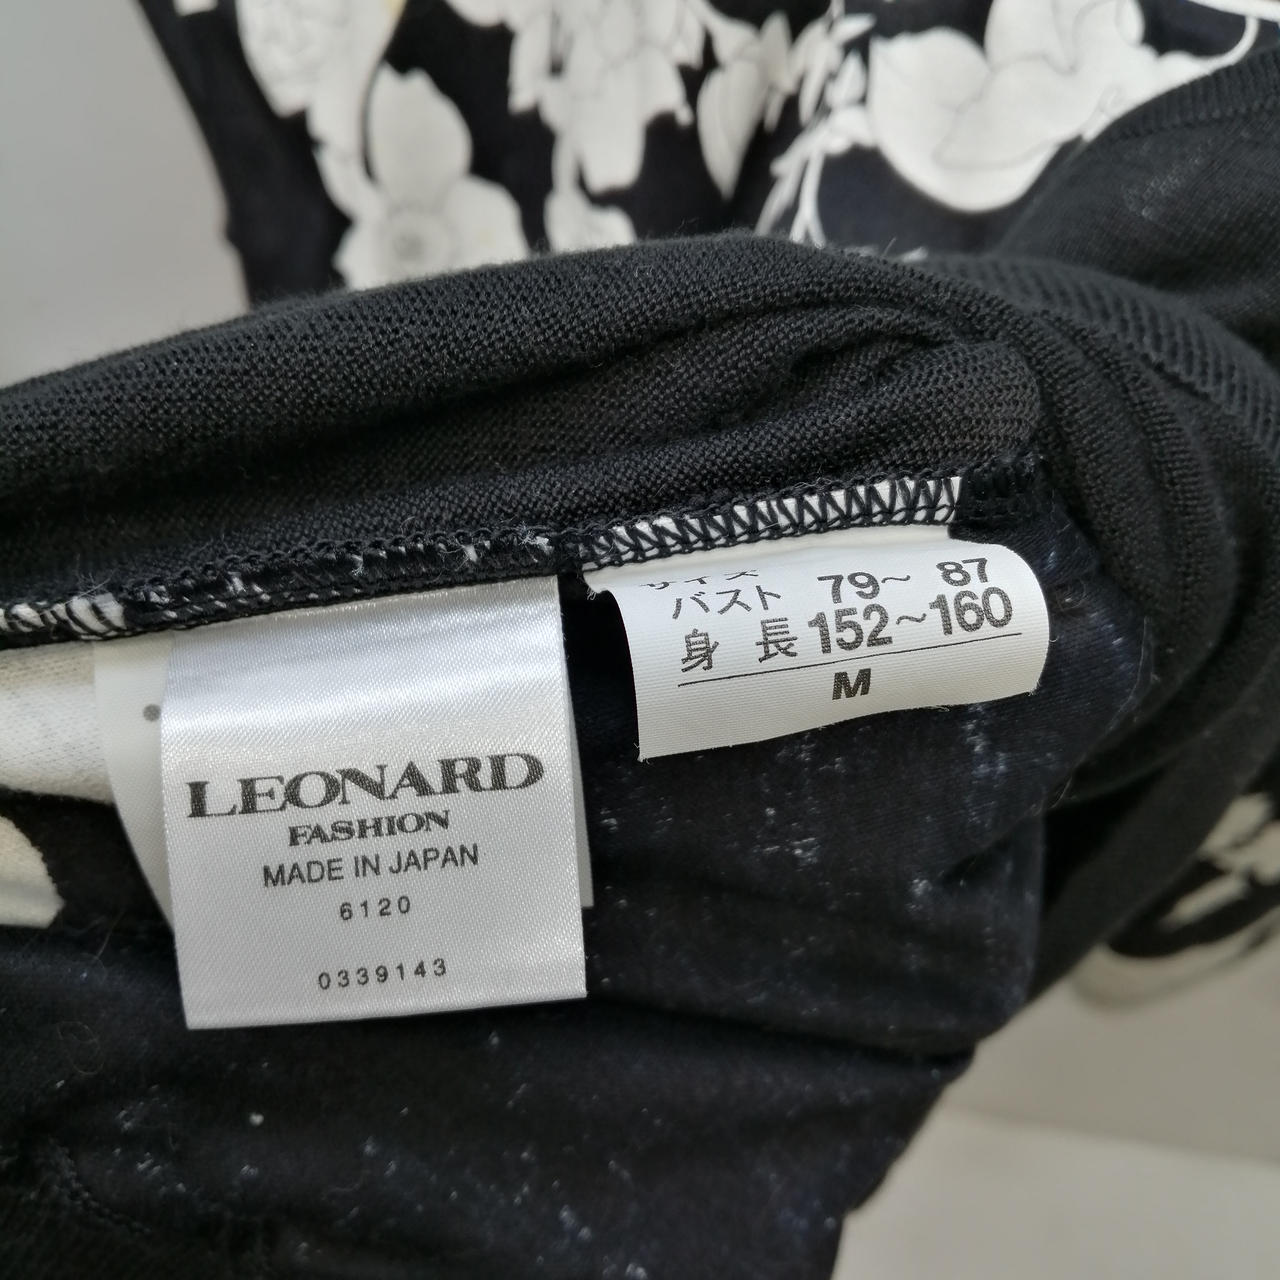 LEONARD
FASHION
MADE IN JAPAN
6120
0339143
サイズ
バスト 79~ 87
身 長 152~160
M